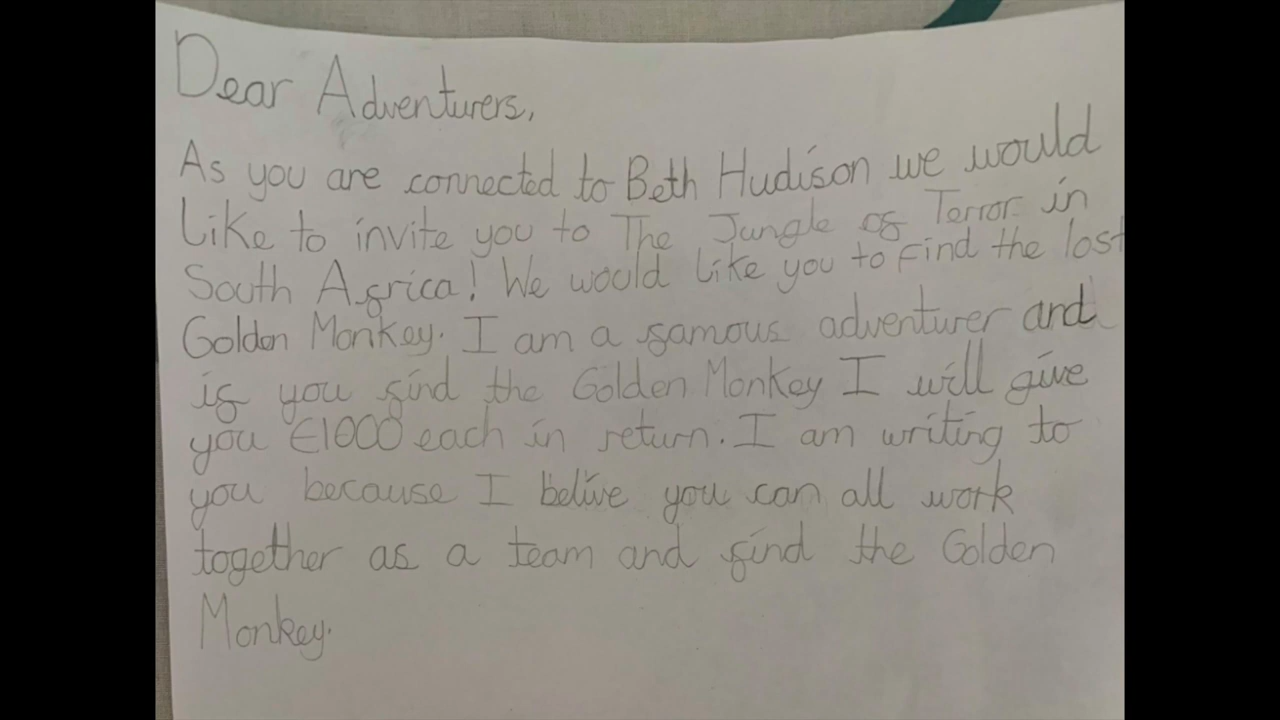 Dear Adventurers,
As you are connected to Beth Hudison we would
like to invite you to The Jungle of Terror in
South Africa! We would like you to find the lost
Golden Monkey. I am a famous adventurer and
if you find the Golden Monkey I will give
you €1000 each in return. I am writing to
you because I belive you can all work
together as a team and find the Golden
Monkey.